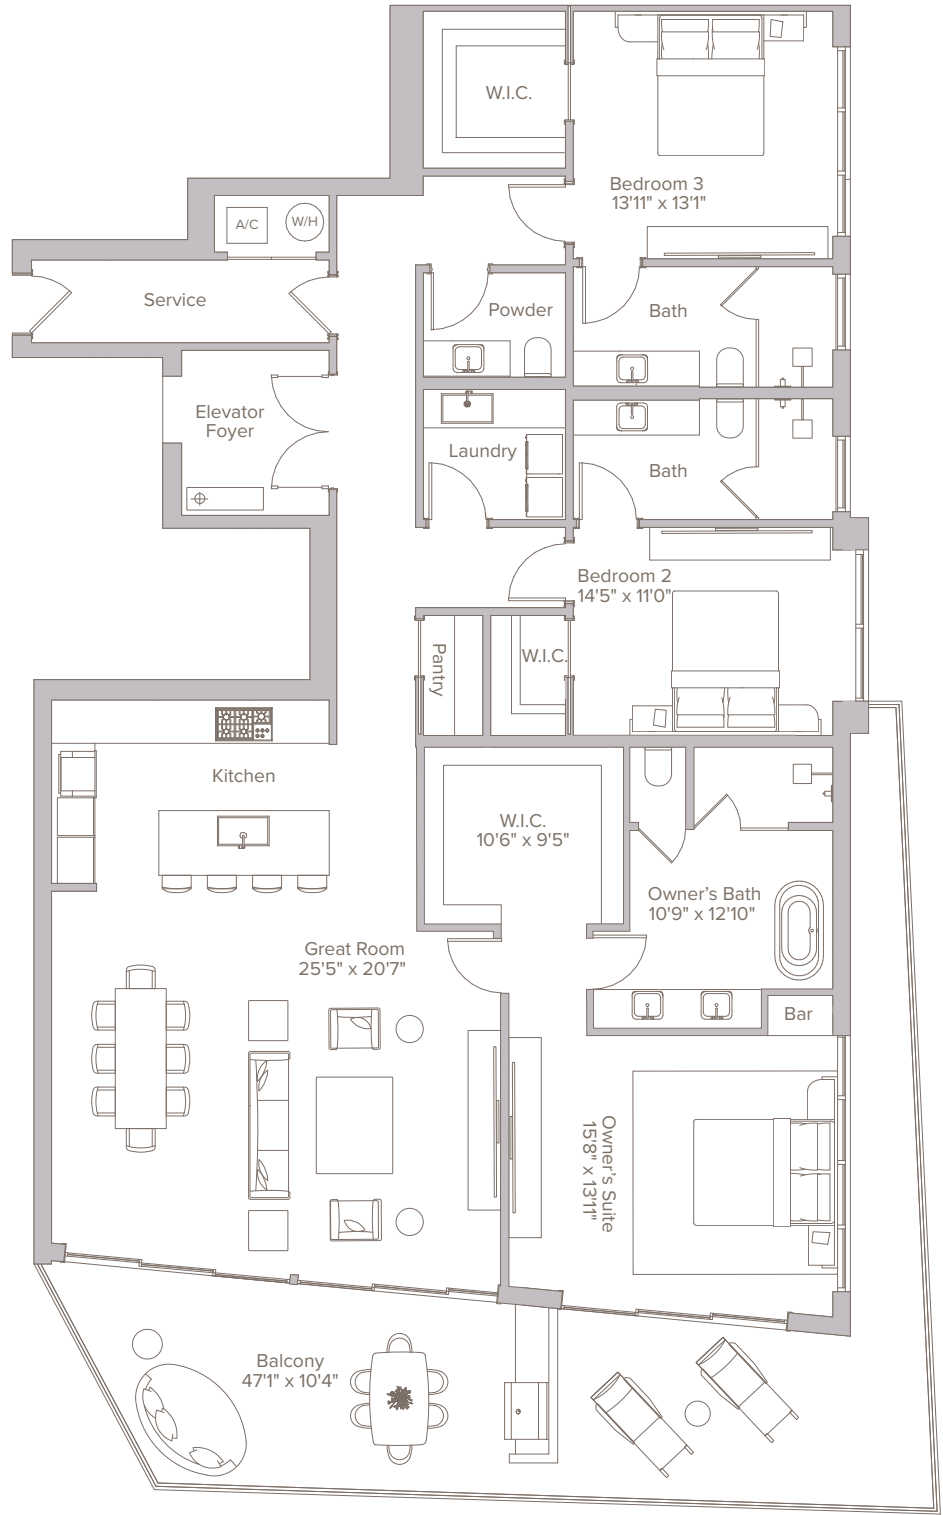 W.I.C.
Bedroom 3
13'11" x 13'1"
A/C
W/H
Service
Powder
Bath
Elevator
Foyer
Laundry
Bath
Bedroom 2
14'5" x 11'0"
Pantry
W.I.C.
Kitchen
W.I.C.
10'6" x 9'5"
Owner's Bath
10'9" x 12'10"
Great Room
25'5" x 20'7"
Bar
Owner's Suite
15'8" x 13'11"
Balcony
47'1" x 10'4"